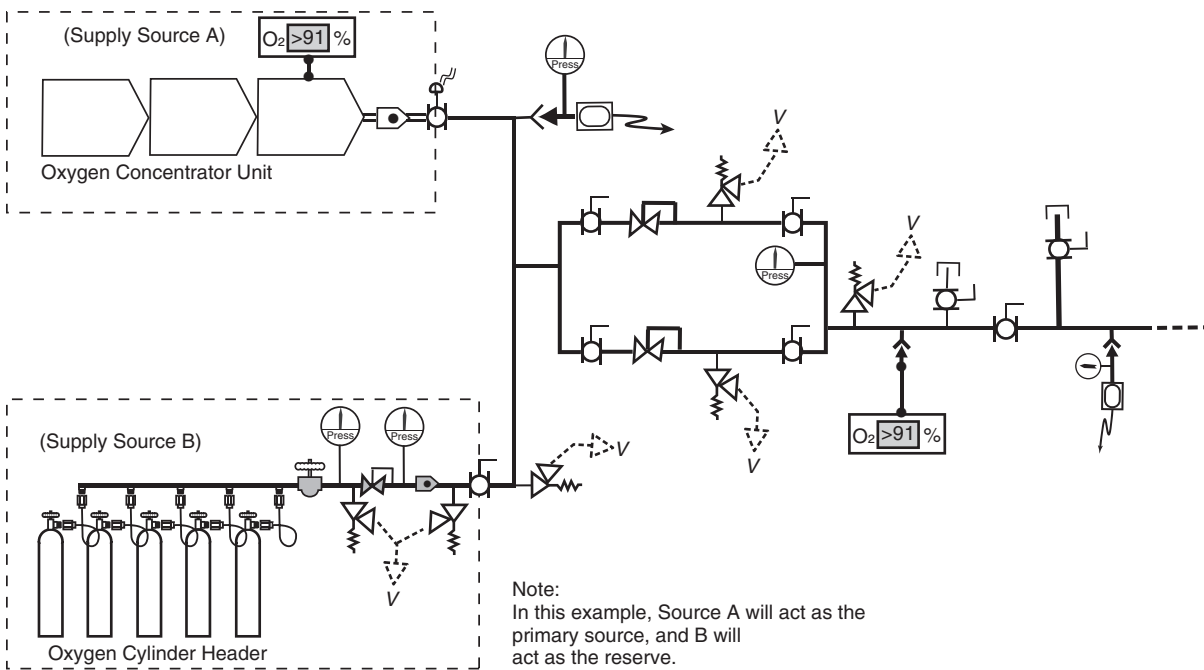 (Supply Source A)
O₂ >91 %
Oxygen Concentrator Unit
Press
V
V
Press
V
O₂ >91 %
(Supply Source B)
Press
Press
V
V
Oxygen Cylinder Header
Note:
In this example, Source A will act as the
primary source, and B will
act as the reserve.